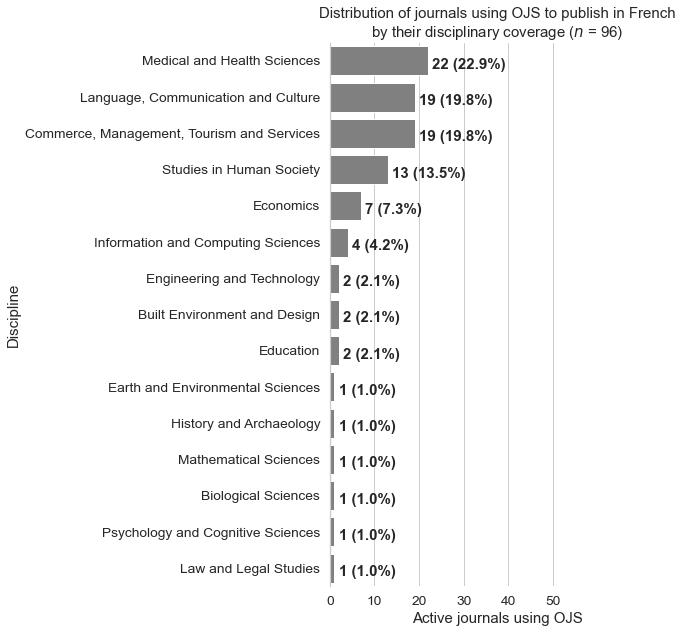 Distribution of journals using OJS to publish in French
by their disciplinary coverage (n = 96)
Medical and Health Sciences 22 (22.9%)
Language, Communication and Culture 19 (19.8%)
Commerce, Management, Tourism and Services 19 (19.8%)
Studies in Human Society 13 (13.5%)
Economics 7 (7.3%)
Information and Computing Sciences 4 (4.2%)
Engineering and Technology 2 (2.1%)
Built Environment and Design 2 (2.1%)
Education 2 (2.1%)
Earth and Environmental Sciences 1 (1.0%)
History and Archaeology 1 (1.0%)
Mathematical Sciences 1 (1.0%)
Biological Sciences 1 (1.0%)
Psychology and Cognitive Sciences 1 (1.0%)
Law and Legal Studies 1 (1.0%)
Discipline
0 10 20 30 40 50
Active journals using OJS